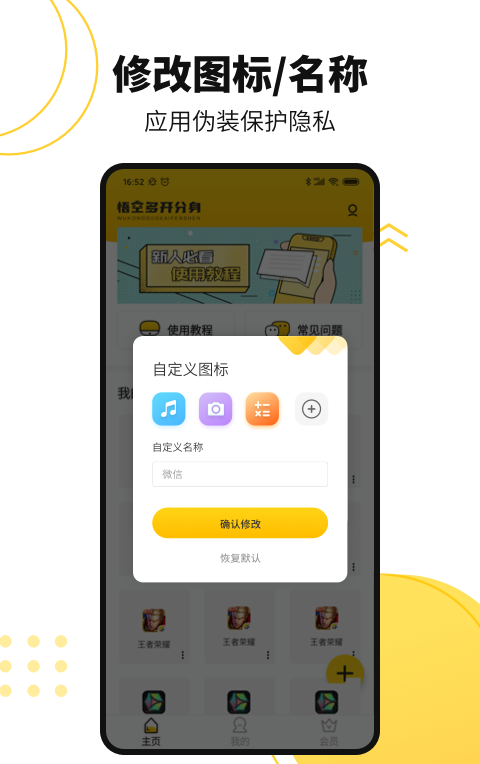 修改图标/名称
应用伪装保护隐私
16:52
悟空多开分身
WUKONGDUOKAIFENSHEN
新人必看
使用教程
使用教程
常见问题
我的
自定义图标
自定义名称
微信
确认修改
恢复默认
王者荣耀
王者荣耀
王者荣耀
主页
我的
会员